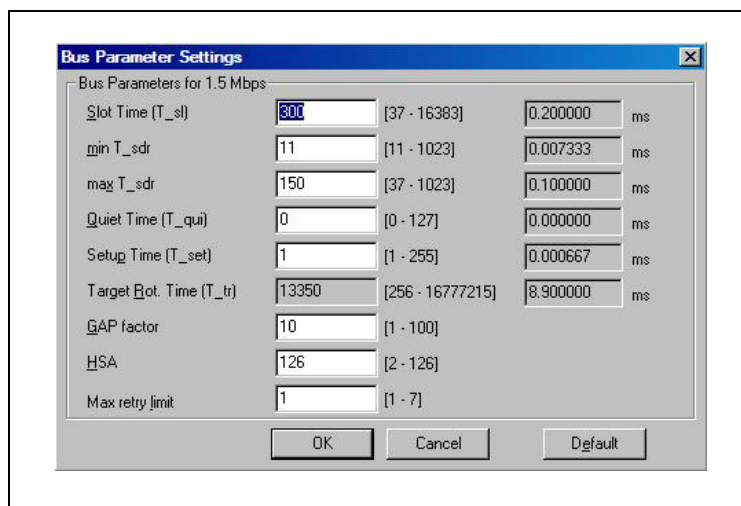 Bus Parameter Settings
Bus Parameters for 1.5 Mbps
Slot Time (T_sl) 300 [37 - 16383] 0.200000 ms
min T_sdr 11 [11 - 1023] 0.007333 ms
max T_sdr 150 [37 - 1023] 0.100000 ms
Quiet Time (T_qui) 0 [0 - 127] 0.000000 ms
Setup Time (T_set) 1 [1 - 255] 0.000667 ms
Target Rot. Time (T_tr) 13350 [256 - 16777215] 8.900000 ms
GAP factor 10 [1 - 100]
HSA 126 [2 - 126]
Max retry limit 1 [1 - 7]
OK Cancel Default